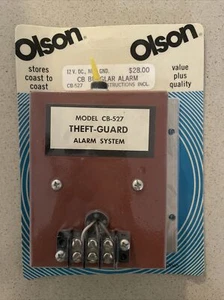 Olson
Olson
stores
coast to
coast
value
plus
quality
12 V. DC, GND. $28.00
CB BURGLAR ALARM
CB-527 INSTRUCTIONS INCL.
MODEL CB-527
THEFT-GUARD
ALARM SYSTEM